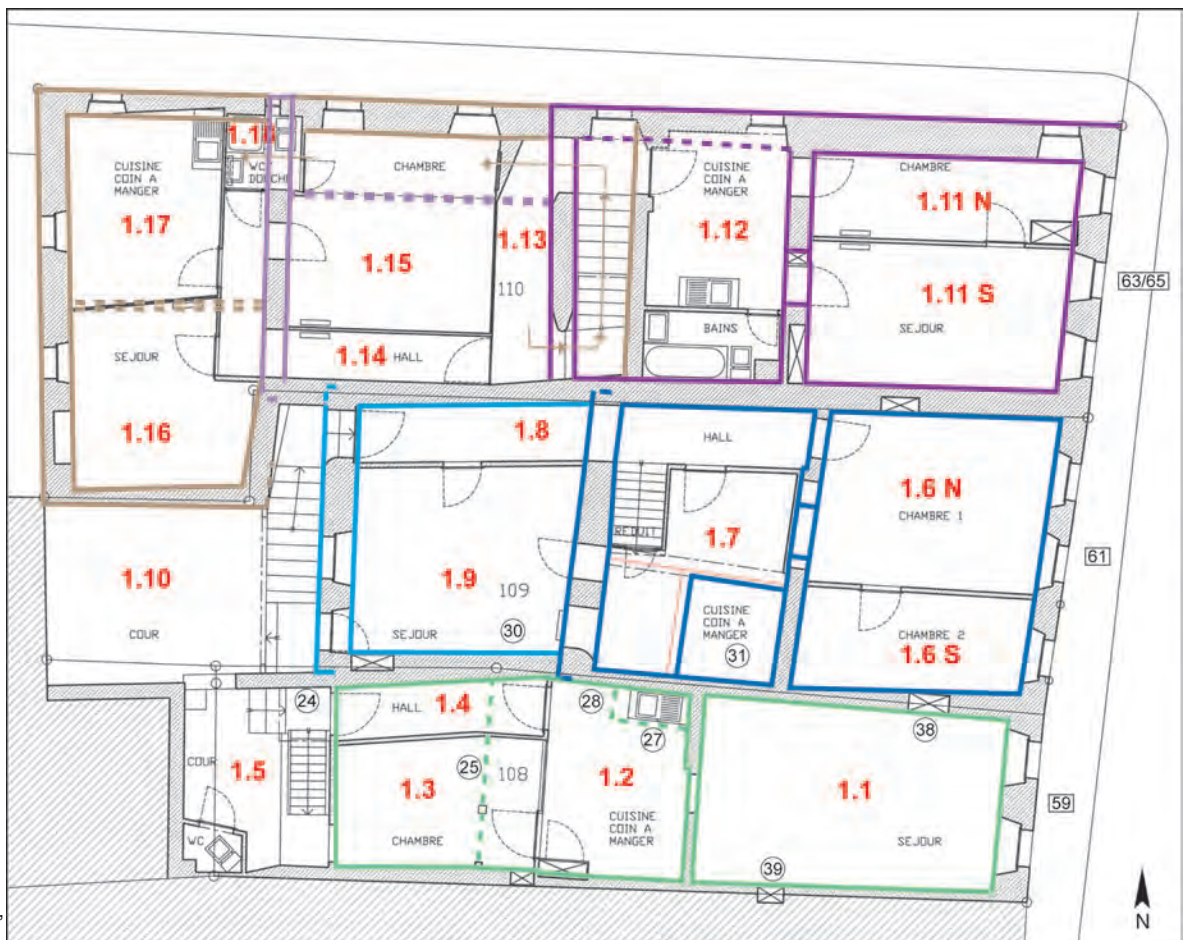 CUISINE
COIN A
MANGER
1.17
WC
DOUCHE
CHAMBRE
1.15
1.13
110
1.14
HALL
CUISINE
COIN A
MANGER
1.12
BAINS
CHAMBRE
1.11 N
1.11 S
SEJOUR
63/65
SEJOUR
1.16
1.8
HALL
1.6 N
CHAMBRE 1
REDUIT
1.7
61
1.10
COUR
1.9
109
SEJOUR
30
CUISINE
COIN A
MANGER
31
CHAMBRE 2
1.6 S
24
HALL
1.4
28
27
38
COUR
1.5
25
108
1.3
CHAMBRE
1.2
CUISINE
COIN A
MANGER
1.1
SEJOUR
59
WC
39
N